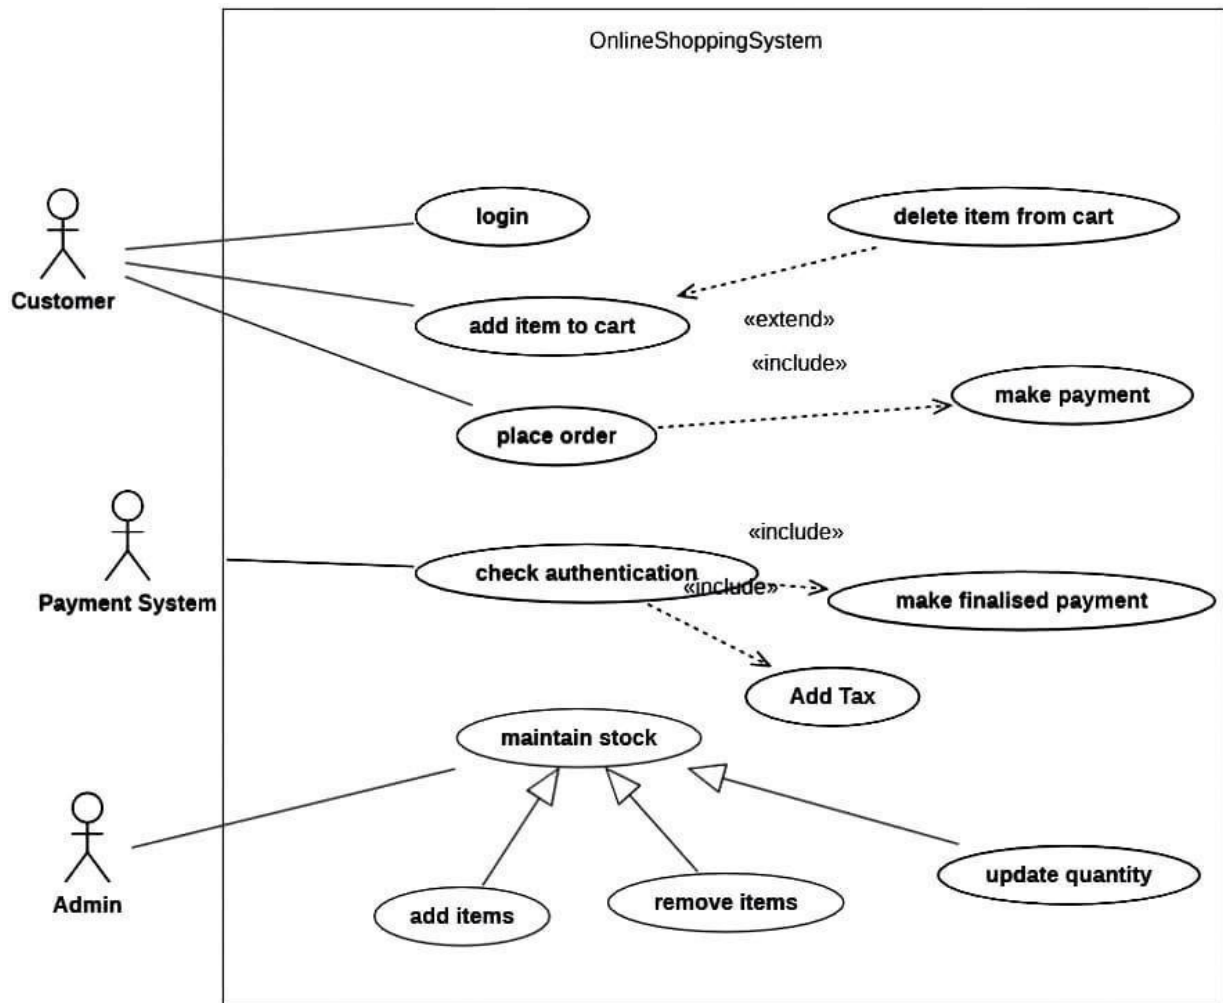 OnlineShoppingSystem
login
delete item from cart
Customer
add item to cart
«extend»
«include»
make payment
place order
«include»
check authentication
«include»
make finalised payment
Payment System
Add Tax
maintain stock
Admin
update quantity
add items
remove items